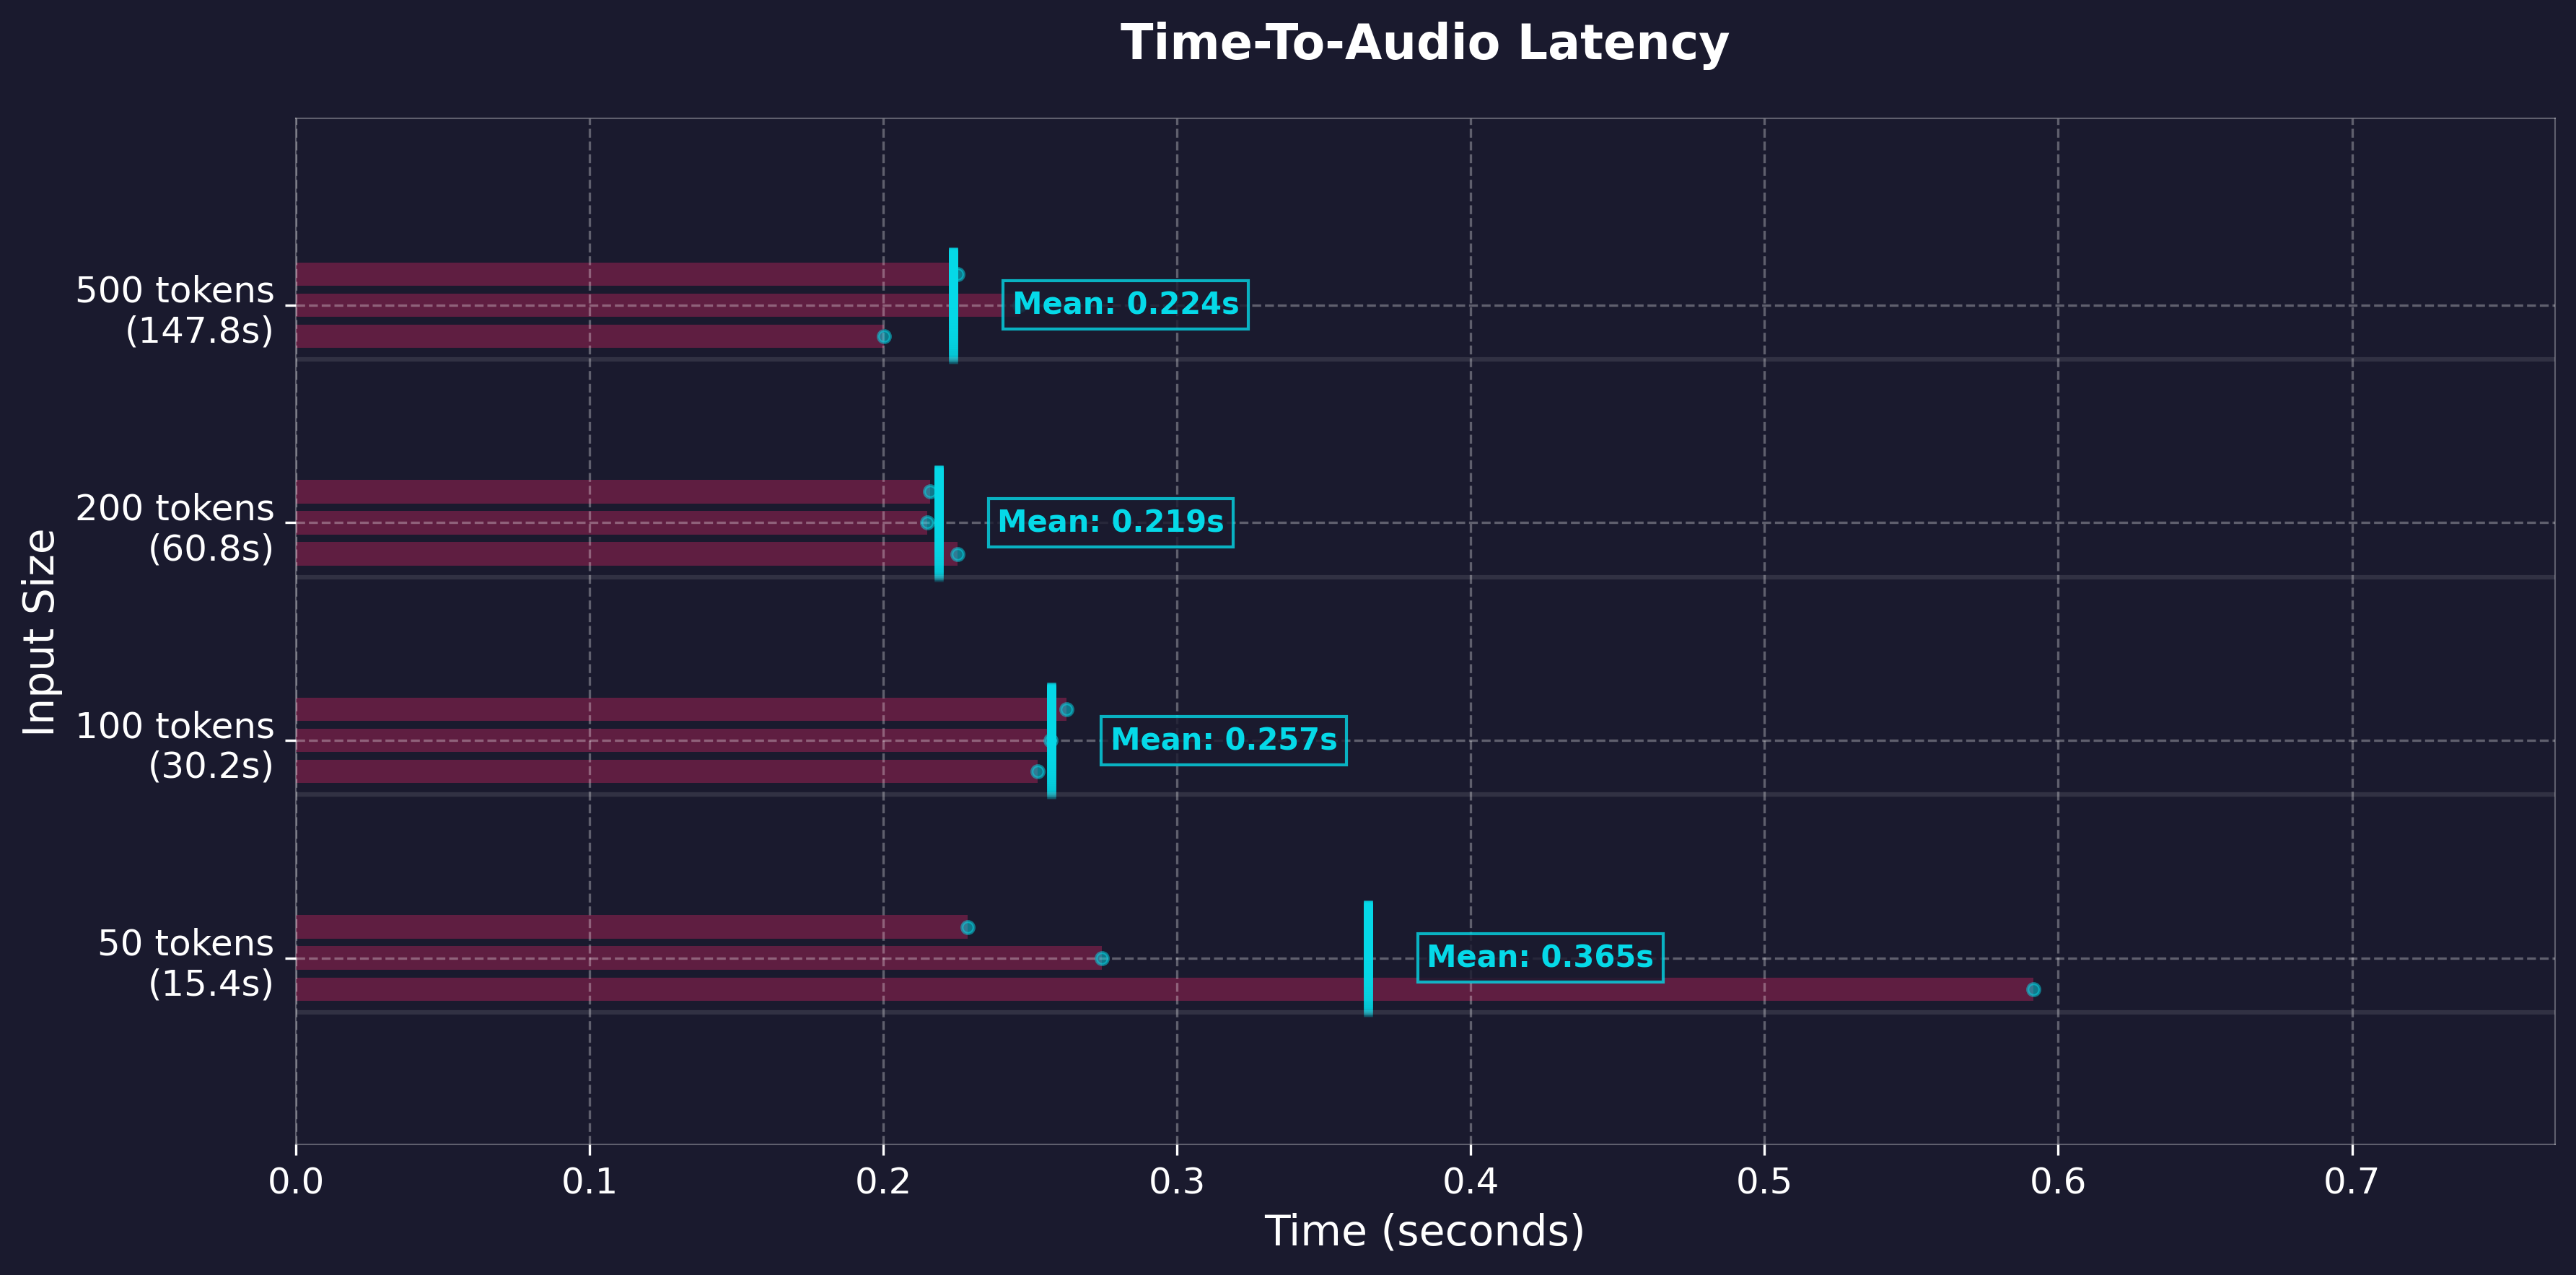 Time-To-Audio Latency
500 tokens
(147.8s)
Mean: 0.224s
200 tokens
(60.8s)
Mean: 0.219s
100 tokens
(30.2s)
Mean: 0.257s
50 tokens
(15.4s)
Mean: 0.365s
Input Size
0.0 0.1 0.2 0.3 0.4 0.5 0.6 0.7
Time (seconds)